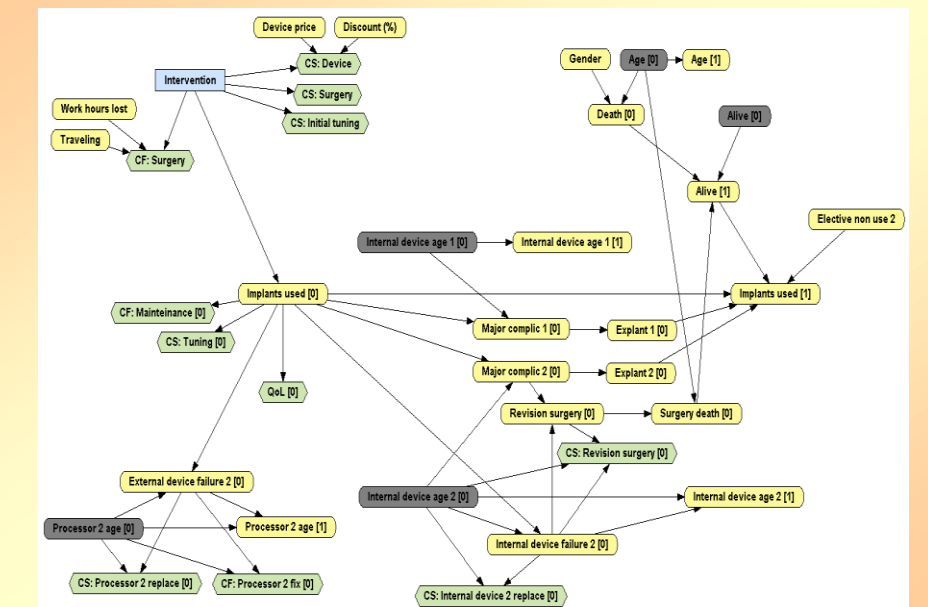 Device price
Discount (%)
CS: Device
Intervention
CS: Surgery
CS: Initial tuning
Work hours lost
Traveling
CF: Surgery
Gender
Age [0]
Age [1]
Death [0]
Alive [0]
Alive [1]
Elective non use 2
Internal device age 1 [0]
Internal device age 1 [1]
Implants used [0]
Implants used [1]
CF: Mainteinance [0]
CS: Tuning [0]
Major complic 1 [0]
Explant 1 [0]
Major complic 2 [0]
Explant 2 [0]
QoL [0]
Revision surgery [0]
Surgery death [0]
CS: Revision surgery [0]
External device failure 2 [0]
Internal device age 2 [0]
Internal device age 2 [1]
Processor 2 age [0]
Processor 2 age [1]
Internal device failure 2 [0]
CS: Processor 2 replace [0]
CF: Processor 2 fix [0]
CS: Internal device 2 replace [0]